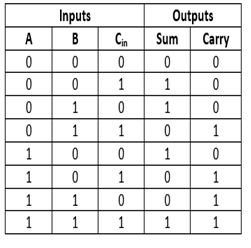 Inputs Outputs
A B Cin Sum Carry
0 0 0 0 0
0 0 1 1 0
0 1 0 1 0
0 1 1 0 1
1 0 0 1 0
1 0 1 0 1
1 1 0 0 1
1 1 1 1 1